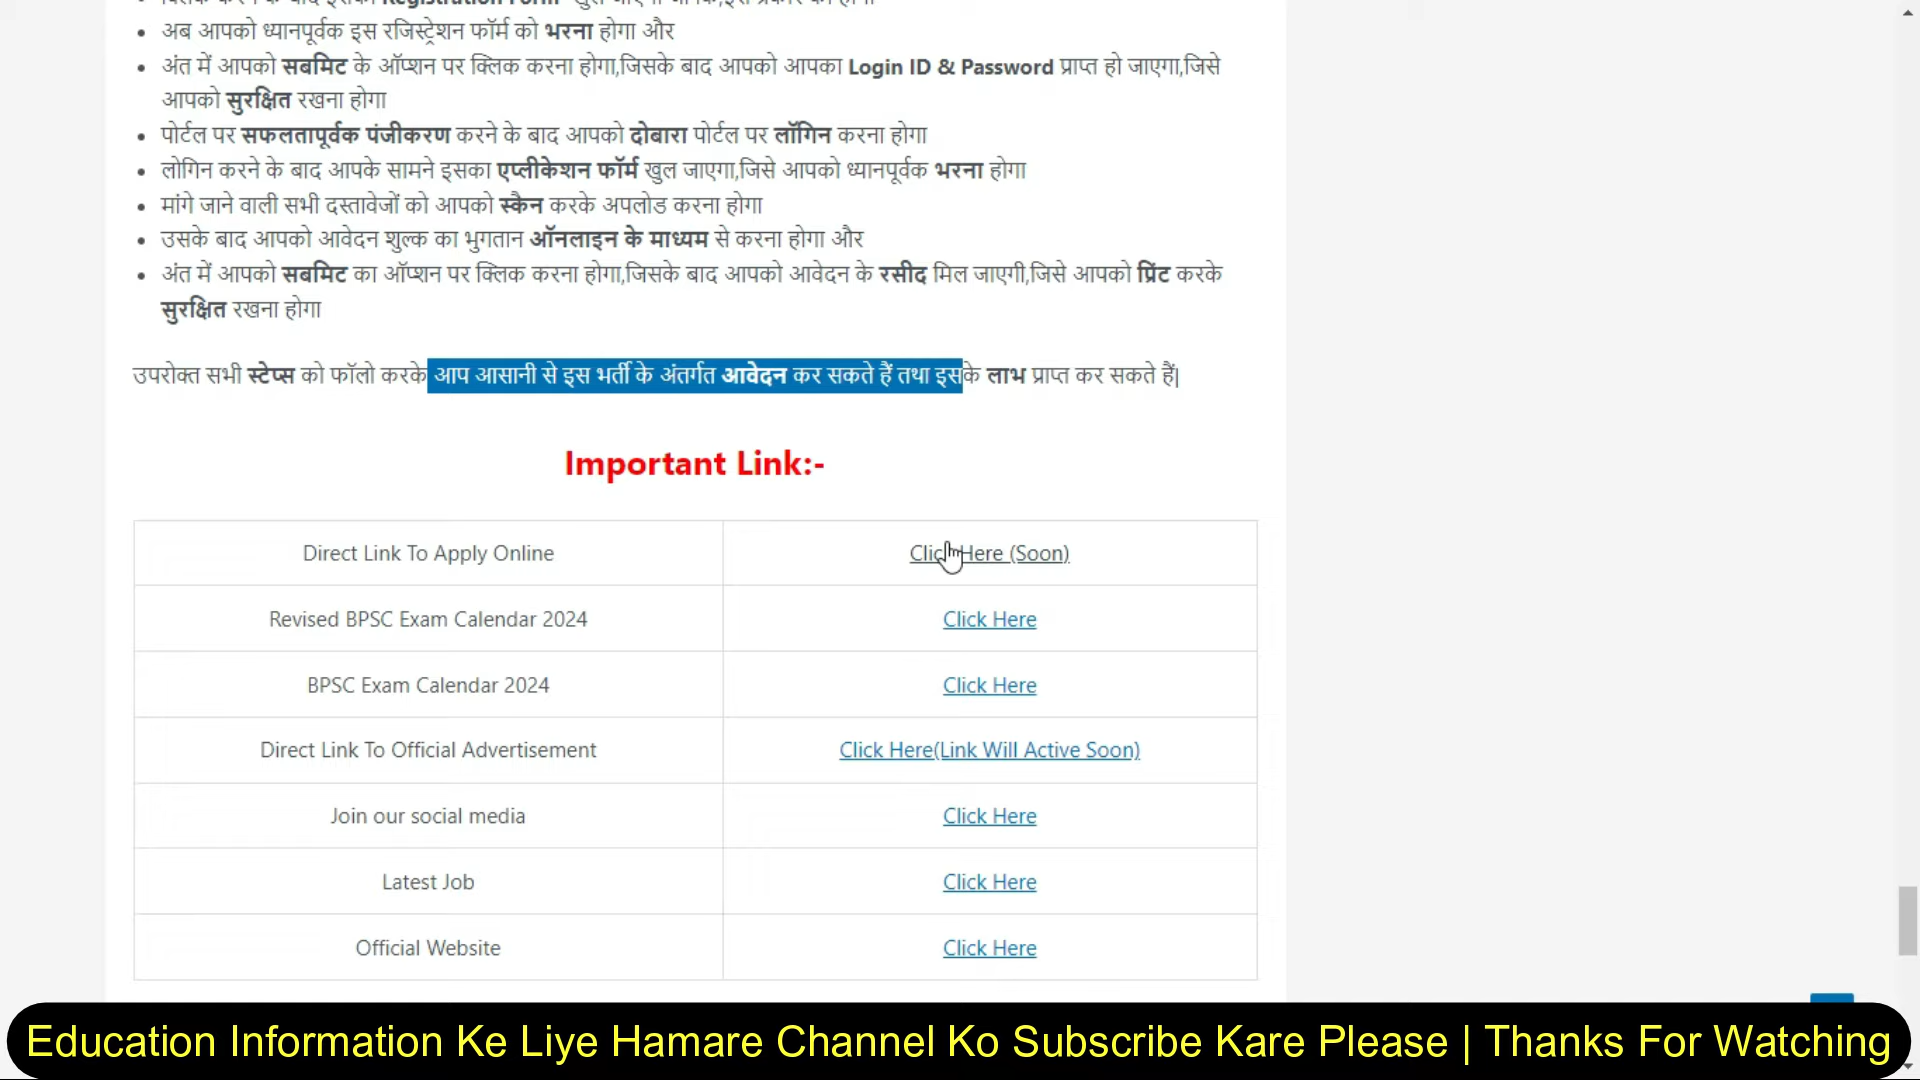 Registration Form
अब आपको ध्यानपूर्वक इस रजिस्ट्रेशन फॉर्म को भरना होगा और
अंत में आपको सबमिट के ऑप्शन पर क्लिक करना होगा,जिसके बाद आपको आपका Login ID & Password प्राप्त हो जाएगा,जिसे
आपको सुरक्षित रखना होगा
पोर्टल पर सफलतापूर्वक पंजीकरण करने के बाद आपको दोबारा पोर्टल पर लॉगिन करना होगा
लोगिन करने के बाद आपके सामने इसका एप्लीकेशन फॉर्म खुल जाएगा,जिसे आपको ध्यानपूर्वक भरना होगा
मांगे जाने वाली सभी दस्तावेजों को आपको स्कैन करके अपलोड करना होगा
उसके बाद आपको आवेदन शुल्क का भुगतान ऑनलाइन के माध्यम से करना होगा और
अंत में आपको सबमिट का ऑप्शन पर क्लिक करना होगा,जिसके बाद आपको आवेदन के रसीद मिल जाएगी,जिसे आपको प्रिंट करके
सुरक्षित रखना होगा
उपरोक्त सभी स्टेप्स को फॉलो करके आप आसानी से इस भर्ती के अंतर्गत आवेदन कर सकते हैं तथा इसके लाभ प्राप्त कर सकते हैं|
Important Link:-
Direct Link To Apply Online Click Here (Soon)
Revised BPSC Exam Calendar 2024 Click Here
BPSC Exam Calendar 2024 Click Here
Direct Link To Official Advertisement Click Here(Link Will Active Soon)
Join our social media Click Here
Latest Job Click Here
Official Website Click Here
Education Information Ke Liye Hamare Channel Ko Subscribe Kare Please | Thanks For Watching